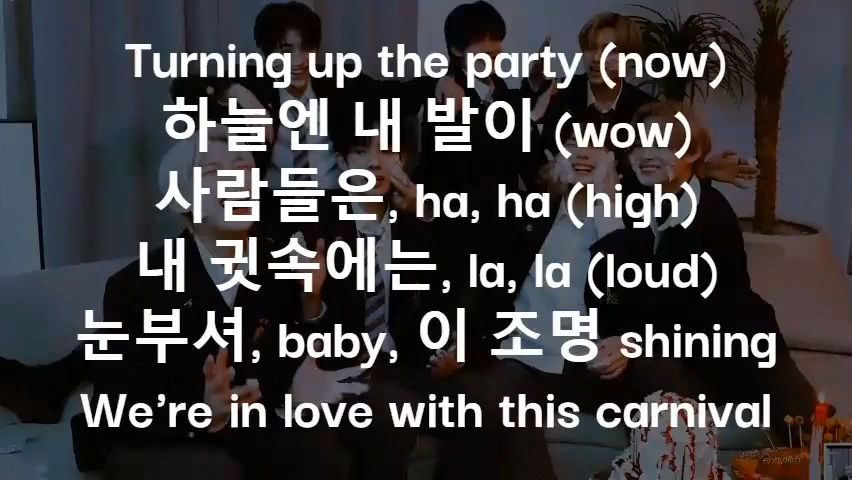 Turning up the party (now)
하늘엔 내 발이 (wow)
사람들은, ha, ha (high)
내 귓속에는, la, la (loud)
눈부셔, baby, 이 조명 shining
We're in love with this carnival